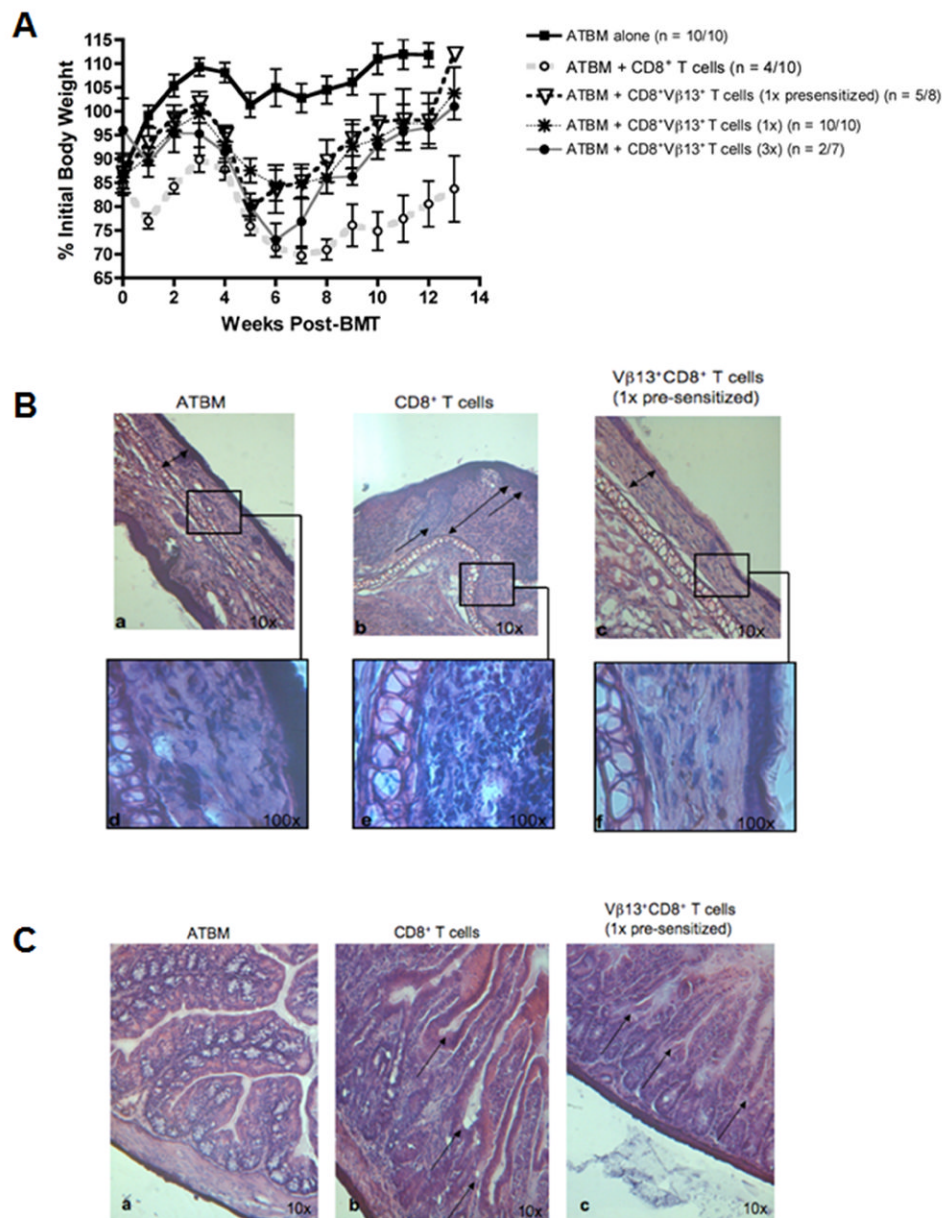 A
115
110
105
100
95
90
85
80
75
70
65
% Initial Body Weight
0 2 4 6 8 10 12 14
Weeks Post-BMT
ATBM alone (n = 10/10)
ATBM + CD8⁺ T cells (n = 4/10)
ATBM + CD8⁺Vβ13⁺ T cells (1x presensitized) (n = 5/8)
ATBM + CD8⁺Vβ13⁺ T cells (1x) (n = 10/10)
ATBM + CD8⁺Vβ13⁺ T cells (3x) (n = 2/7)
B
ATBM
CD8⁺ T cells
Vβ13⁺CD8⁺ T cells
(1x pre-sensitized)
a 10x
b 10x
c 10x
d 100x
e 100x
f 100x
C
ATBM
CD8⁺ T cells
Vβ13⁺CD8⁺ T cells
(1x pre-sensitized)
a 10x
b 10x
c 10x